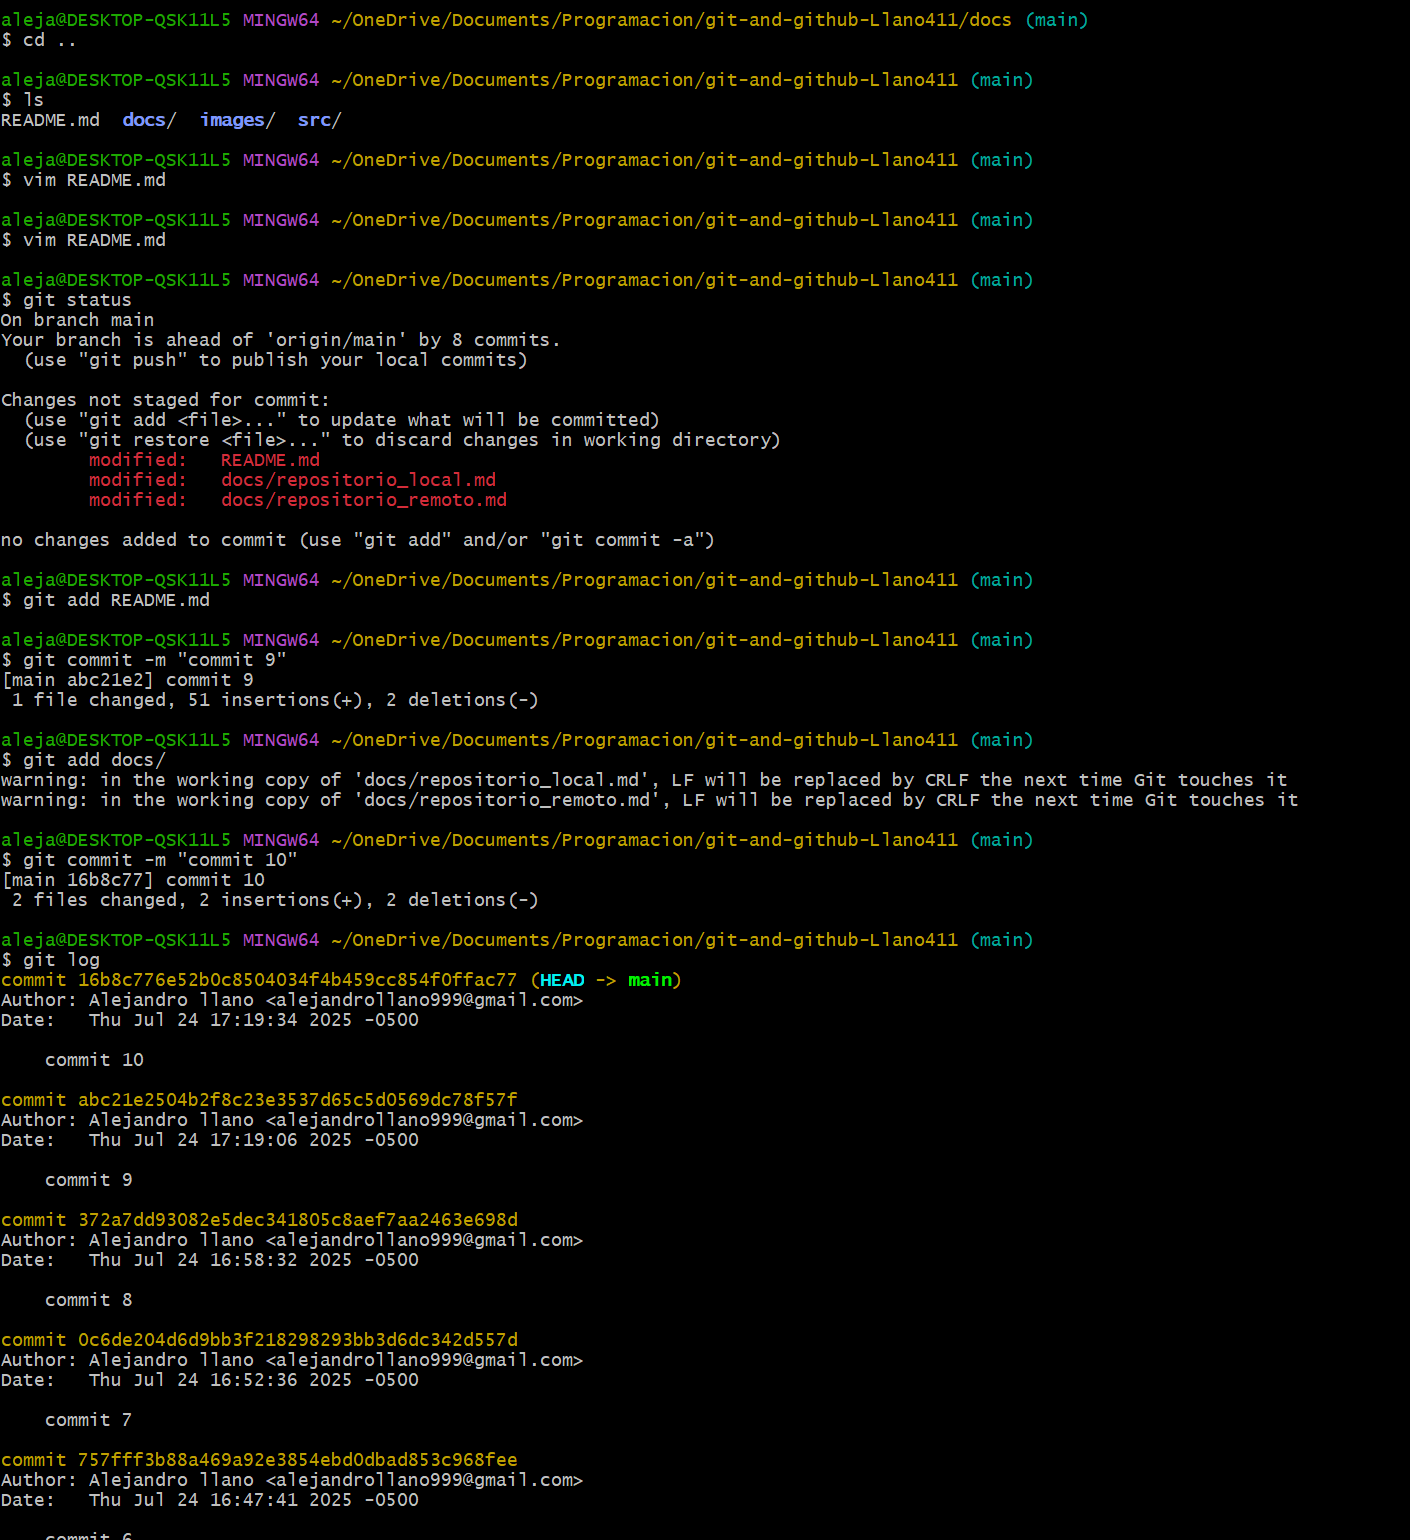 aleja@DESKTOP-QSK11L5 MINGW64 ~/OneDrive/Documents/Programacion/git-and-github-Llano411/docs (main)
$ cd ..
aleja@DESKTOP-QSK11L5 MINGW64 ~/OneDrive/Documents/Programacion/git-and-github-Llano411 (main)
$ ls
README.md  docs/  images/  src/
aleja@DESKTOP-QSK11L5 MINGW64 ~/OneDrive/Documents/Programacion/git-and-github-Llano411 (main)
$ vim README.md
aleja@DESKTOP-QSK11L5 MINGW64 ~/OneDrive/Documents/Programacion/git-and-github-Llano411 (main)
$ vim README.md
aleja@DESKTOP-QSK11L5 MINGW64 ~/OneDrive/Documents/Programacion/git-and-github-Llano411 (main)
$ git status
On branch main
Your branch is ahead of 'origin/main' by 8 commits.
  (use "git push" to publish your local commits)
Changes not staged for commit:
  (use "git add <file>..." to update what will be committed)
  (use "git restore <file>..." to discard changes in working directory)
        modified:   README.md
        modified:   docs/repositorio_local.md
        modified:   docs/repositorio_remoto.md
no changes added to commit (use "git add" and/or "git commit -a")
aleja@DESKTOP-QSK11L5 MINGW64 ~/OneDrive/Documents/Programacion/git-and-github-Llano411 (main)
$ git add README.md
aleja@DESKTOP-QSK11L5 MINGW64 ~/OneDrive/Documents/Programacion/git-and-github-Llano411 (main)
$ git commit -m "commit 9"
[main abc21e2] commit 9
 1 file changed, 51 insertions(+), 2 deletions(-)
aleja@DESKTOP-QSK11L5 MINGW64 ~/OneDrive/Documents/Programacion/git-and-github-Llano411 (main)
$ git add docs/
warning: in the working copy of 'docs/repositorio_local.md', LF will be replaced by CRLF the next time Git touches it
warning: in the working copy of 'docs/repositorio_remoto.md', LF will be replaced by CRLF the next time Git touches it
aleja@DESKTOP-QSK11L5 MINGW64 ~/OneDrive/Documents/Programacion/git-and-github-Llano411 (main)
$ git commit -m "commit 10"
[main 16b8c77] commit 10
 2 files changed, 2 insertions(+), 2 deletions(-)
aleja@DESKTOP-QSK11L5 MINGW64 ~/OneDrive/Documents/Programacion/git-and-github-Llano411 (main)
$ git log
commit 16b8c776e52b0c8504034f4b459cc854f0ffac77 (HEAD -> main)
Author: Alejandro llano <alejandrollano999@gmail.com>
Date:   Thu Jul 24 17:19:34 2025 -0500
    commit 10
commit abc21e2504b2f8c23e3537d65c5d0569dc78f57f
Author: Alejandro llano <alejandrollano999@gmail.com>
Date:   Thu Jul 24 17:19:06 2025 -0500
    commit 9
commit 372a7dd93082e5dec341805c8aef7aa2463e698d
Author: Alejandro llano <alejandrollano999@gmail.com>
Date:   Thu Jul 24 16:58:32 2025 -0500
    commit 8
commit 0c6de204d6d9bb3f218298293bb3d6dc342d557d
Author: Alejandro llano <alejandrollano999@gmail.com>
Date:   Thu Jul 24 16:52:36 2025 -0500
    commit 7
commit 757fff3b88a469a92e3854ebd0dbad853c968fee
Author: Alejandro llano <alejandrollano999@gmail.com>
Date:   Thu Jul 24 16:47:41 2025 -0500
    commit 6